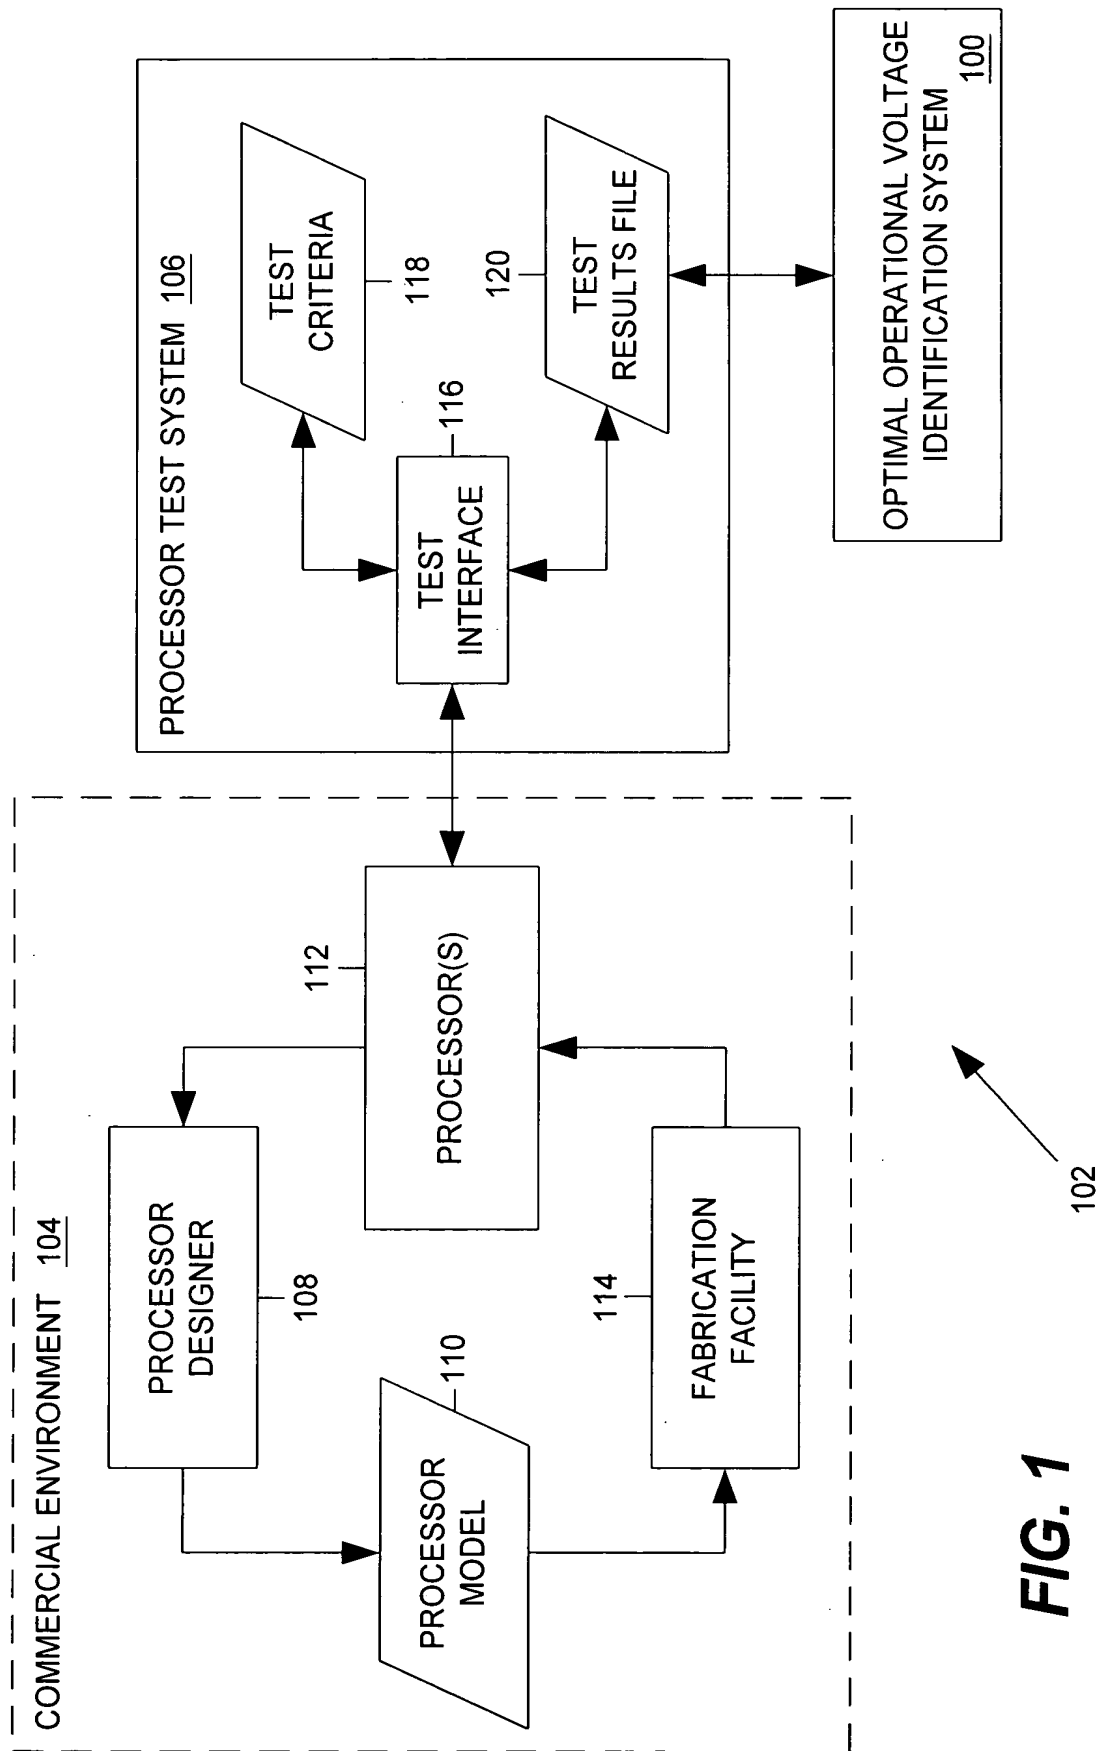 COMMERCIAL ENVIRONMENT 104
PROCESSOR
DESIGNER
108
PROCESSOR
MODEL
110
112
PROCESSOR(S)
114
FABRICATION
FACILITY
PROCESSOR TEST SYSTEM 106
TEST
INTERFACE
116
TEST
CRITERIA
118
120
TEST
RESULTS FILE
OPTIMAL OPERATIONAL VOLTAGE
IDENTIFICATION SYSTEM
100
102
FIG. 1